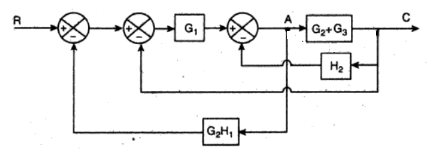 R
+
−
+
−
G₁
+
−
A
G₂+G₃
C
H₂
G₂H₁